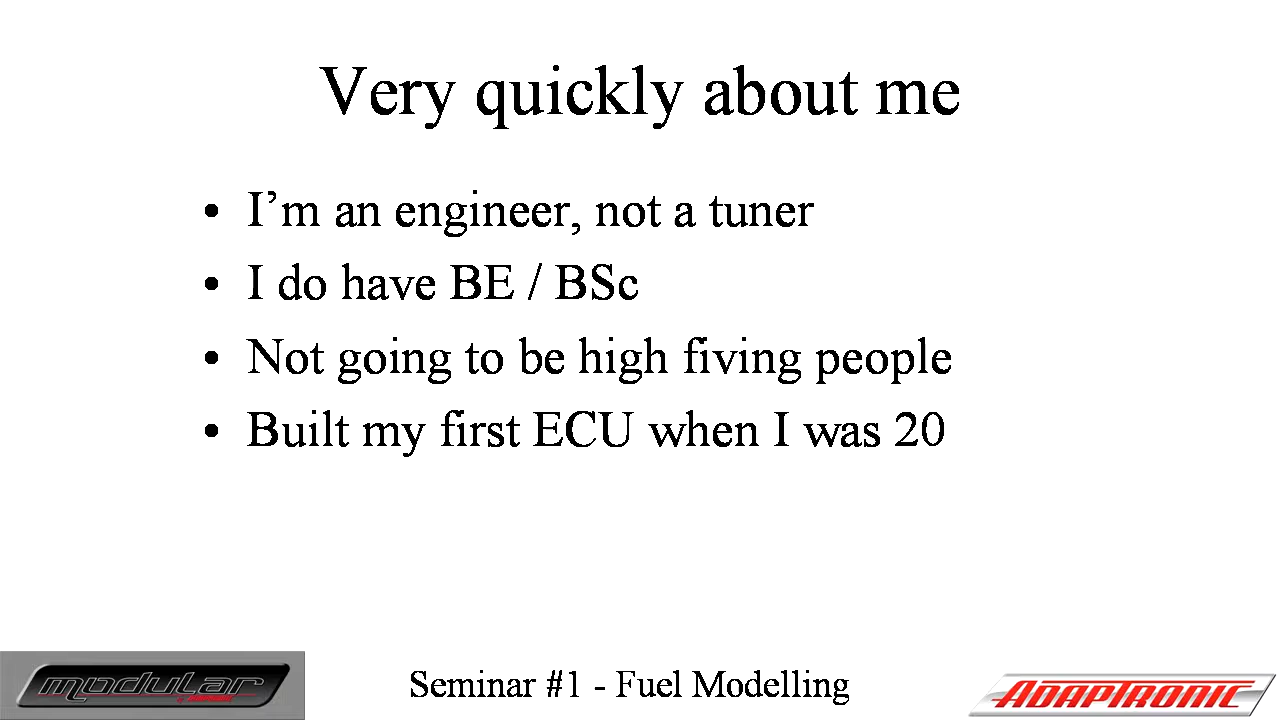 Very quickly about me
• I’m an engineer, not a tuner
• I do have BE / BSc
• Not going to be high fiving people
• Built my first ECU when I was 20
modular
Seminar #1 - Fuel Modelling
ADAPTRONIC